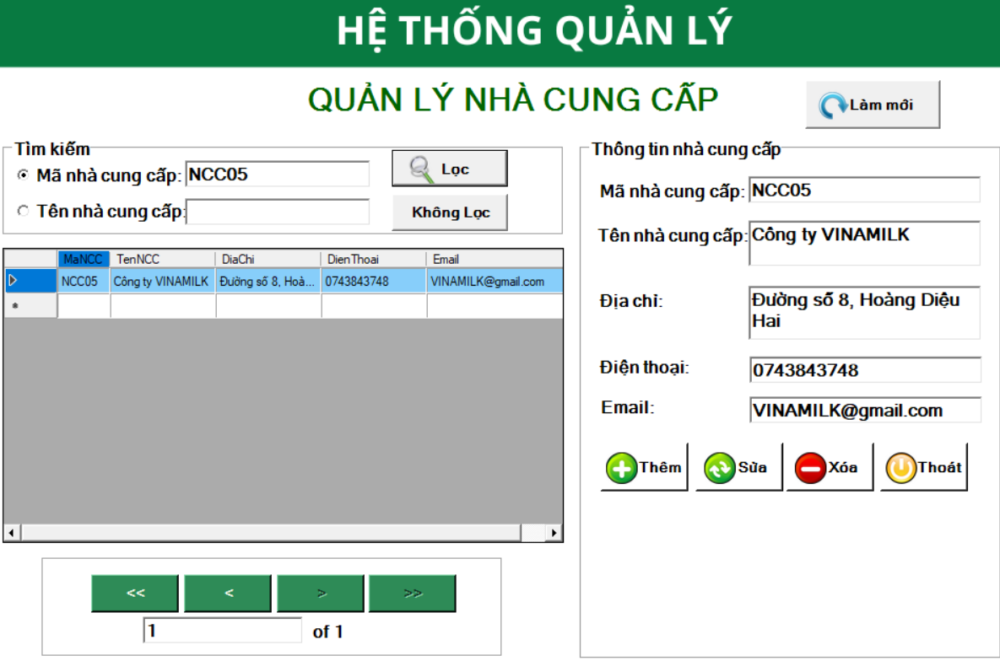 HỆ THỐNG QUẢN LÝ
QUẢN LÝ NHÀ CUNG CẤP
Làm mới
Tìm kiếm
Mã nhà cung cấp: NCC05
Lọc
Tên nhà cung cấp:
Không Lọc
MaNCC TenNCC DiaChi DienThoai Email
NCC05 Công ty VINAMILK Đường số 8, Hoà... 0743843748 VINAMILK@gmail.com
<< < > >>
1 of 1
Thông tin nhà cung cấp
Mã nhà cung cấp: NCC05
Tên nhà cung cấp: Công ty VINAMILK
Địa chỉ: Đường số 8, Hoàng Diệu
Hai
Điện thoại: 0743843748
Email: VINAMILK@gmail.com
Thêm Sửa Xóa Thoát